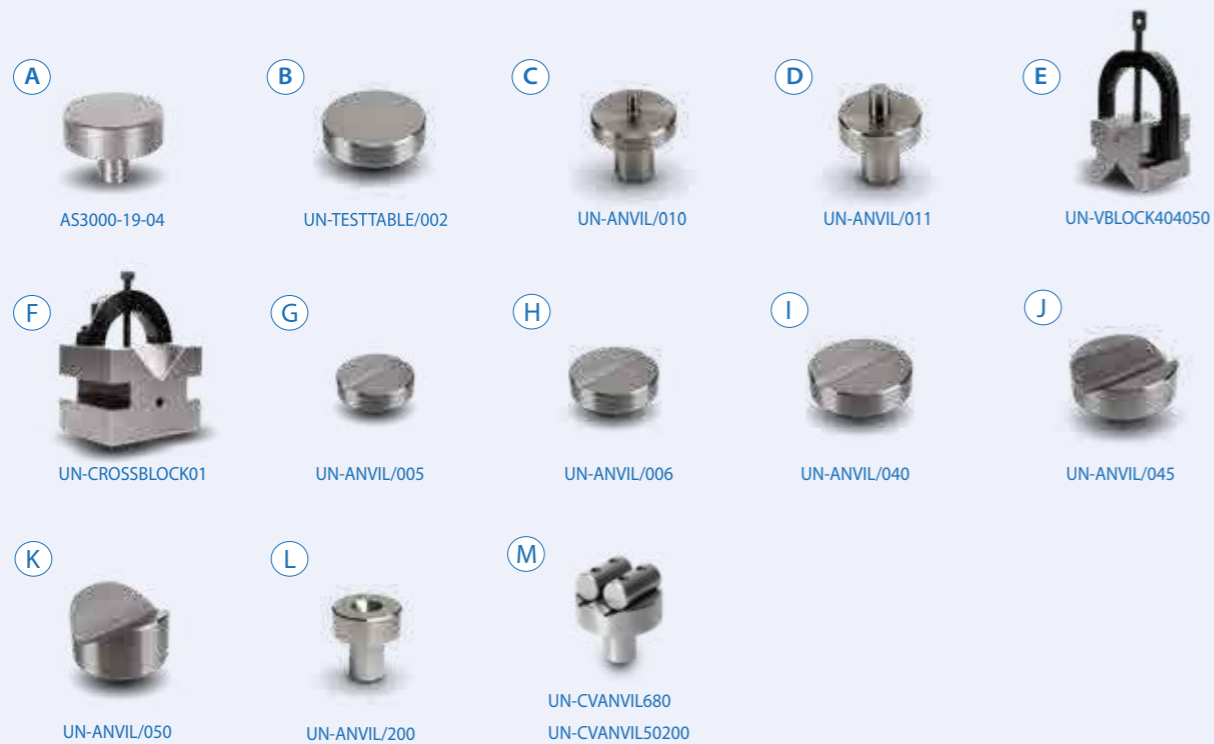 A
B
C
D
E
AS3000-19-04
UN-TESTTABLE/002
UN-ANVIL/010
UN-ANVIL/011
UN-VBLOCK404050
F
G
H
I
J
UN-CROSSBLOCK01
UN-ANVIL/005
UN-ANVIL/006
UN-ANVIL/040
UN-ANVIL/045
K
L
M
UN-ANVIL/050
UN-ANVIL/200
UN-CVANVIL680
UN-CVANVIL50200